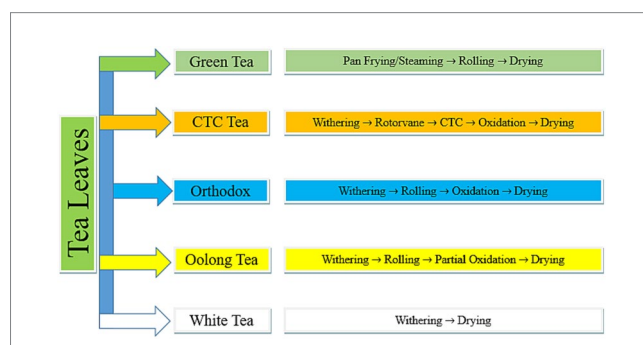 Tea Leaves
Green Tea
Pan Frying/Steaming → Rolling → Drying
CTC Tea
Withering → Rotorvane → CTC → Oxidation → Drying
Orthodox
Withering → Rolling → Oxidation → Drying
Oolong Tea
Withering → Rolling → Partial Oxidation → Drying
White Tea
Withering → Drying